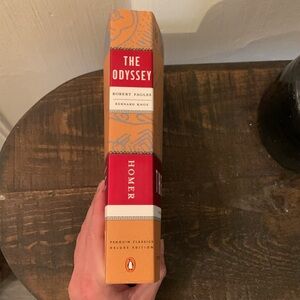 THE
ODYSSEY
ROBERT FAGLES
BERNARD KNOX
HOMER
PENGUIN CLASSICS
DELUXE EDITION